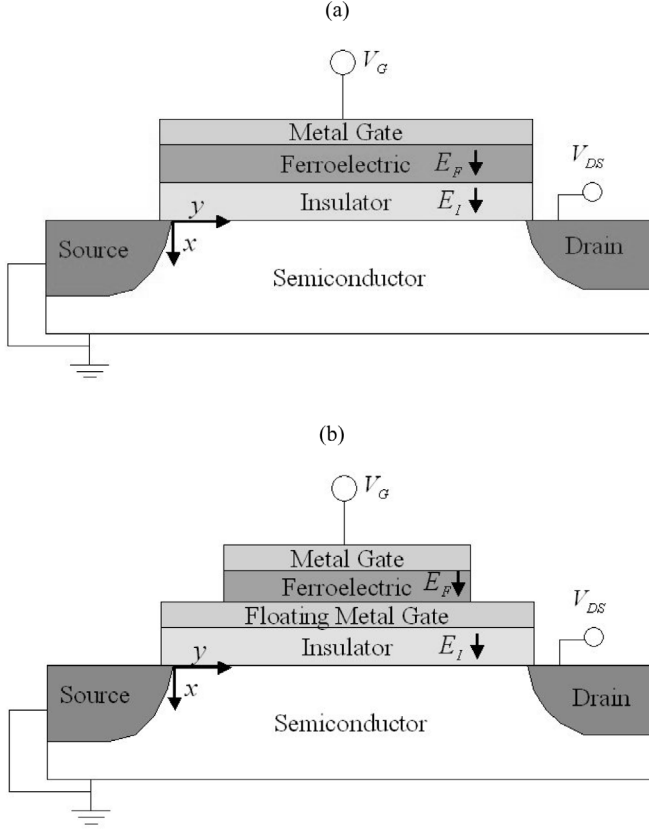 (a)
V_G
Metal Gate
V_DS
Ferroelectric E_F
Insulator E_I
y
Source x Drain
Semiconductor
(b)
V_G
Metal Gate
Ferroelectric E_F
V_DS
Floating Metal Gate
Insulator E_I
y
Source x Drain
Semiconductor